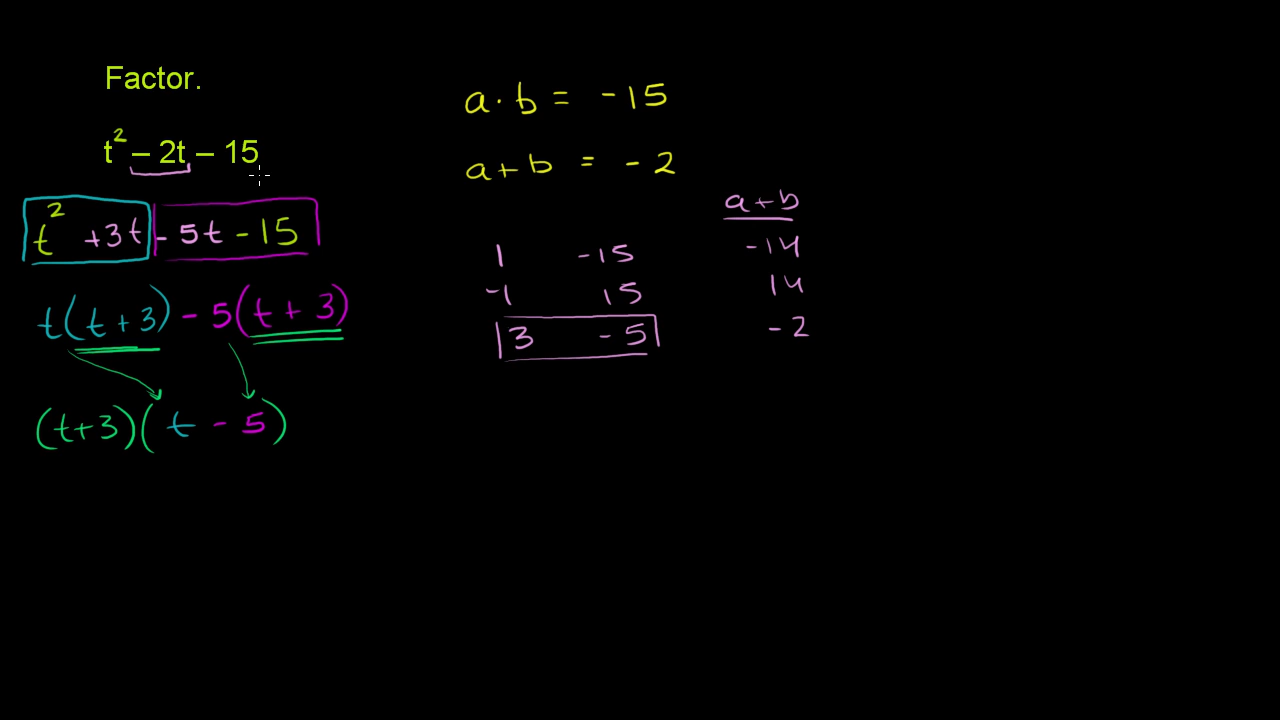 Factor.
t² – 2t – 15
t² +3t - 5t - 15
t(t + 3) - 5(t + 3)
(t+3)(t - 5)
a · b = -15
a + b = -2
a + b
1 -15 -14
-1 15 14
3 -5 -2